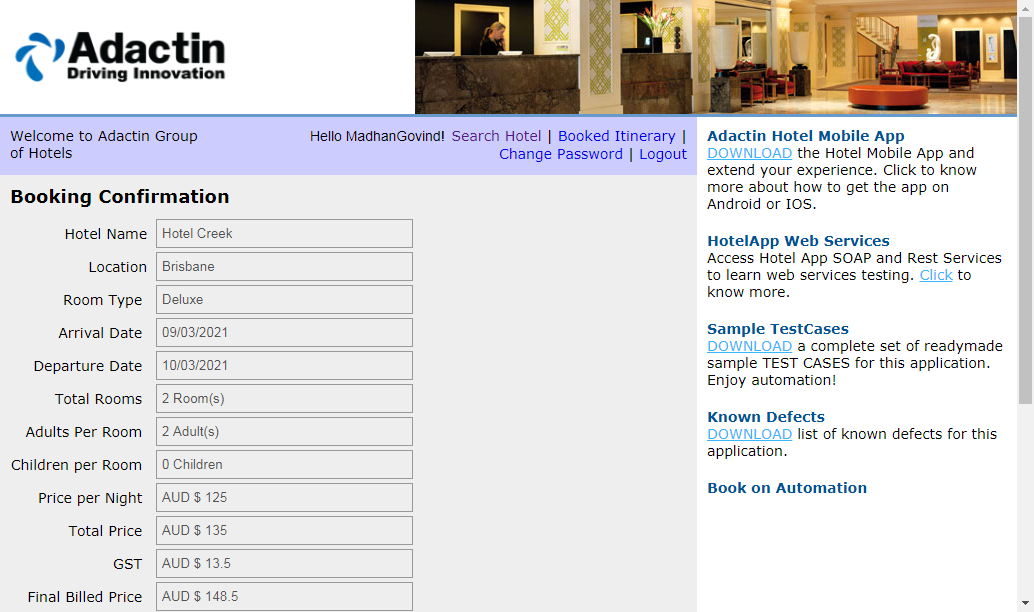 Adactin
Driving Innovation
Welcome to Adactin Group
of Hotels
Hello MadhanGovind! Search Hotel | Booked Itinerary |
Change Password | Logout
Booking Confirmation
Hotel Name Hotel Creek
Location Brisbane
Room Type Deluxe
Arrival Date 09/03/2021
Departure Date 10/03/2021
Total Rooms 2 Room(s)
Adults Per Room 2 Adult(s)
Children per Room 0 Children
Price per Night AUD $ 125
Total Price AUD $ 135
GST AUD $ 13.5
Final Billed Price AUD $ 148.5
Adactin Hotel Mobile App
DOWNLOAD the Hotel Mobile App and
extend your experience. Click to know
more about how to get the app on
Android or IOS.
HotelApp Web Services
Access Hotel App SOAP and Rest Services
to learn web services testing. Click to
know more.
Sample TestCases
DOWNLOAD a complete set of readymade
sample TEST CASES for this application.
Enjoy automation!
Known Defects
DOWNLOAD list of known defects for this
application.
Book on Automation